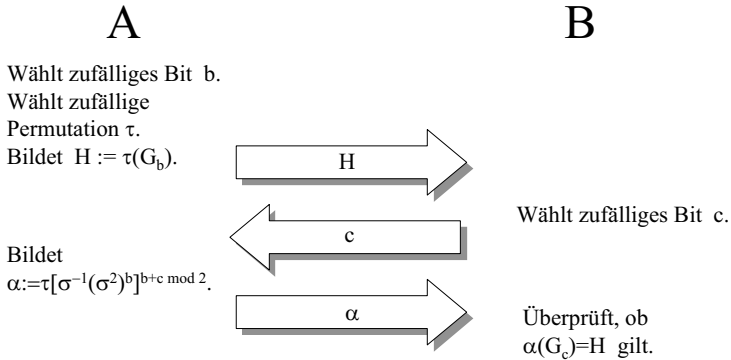 A
B
Wählt zufälliges Bit b.
Wählt zufällige
Permutation τ.
Bildet H := τ(G_b).
H
Wählt zufälliges Bit c.
c
Bildet
α:=τ[σ⁻¹(σ²)ᵇ]ᵇ⁺ᶜ ᵐᵒᵈ ².
α
Überprüft, ob
α(G_c)=H gilt.